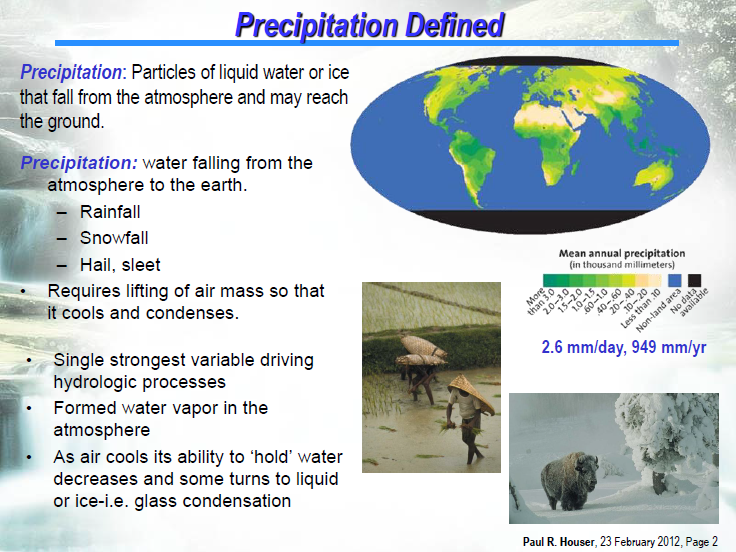 Precipitation Defined
Precipitation: Particles of liquid water or ice
that fall from the atmosphere and may reach
the ground.
Precipitation: water falling from the
atmosphere to the earth.
– Rainfall
– Snowfall
– Hail, sleet
• Requires lifting of air mass so that
it cools and condenses.
• Single strongest variable driving
hydrologic processes
• Formed water vapor in the
atmosphere
• As air cools its ability to ‘hold’ water
decreases and some turns to liquid
or ice-i.e. glass condensation
Mean annual precipitation
(in thousand millimeters)
More
than 3.0
2.0–3.0
1.5–2.0
1.0–1.5
.60–1.0
.40–.60
.20–.40
.10–.20
Less than .10
Non-land area
No data
available
2.6 mm/day, 949 mm/yr
Paul R. Houser, 23 February 2012, Page 2